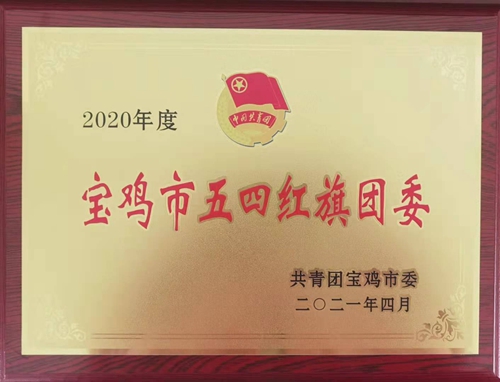 中国共青团
2020年度
宝鸡市五四红旗团委
共青团宝鸡市委
二〇二一年四月